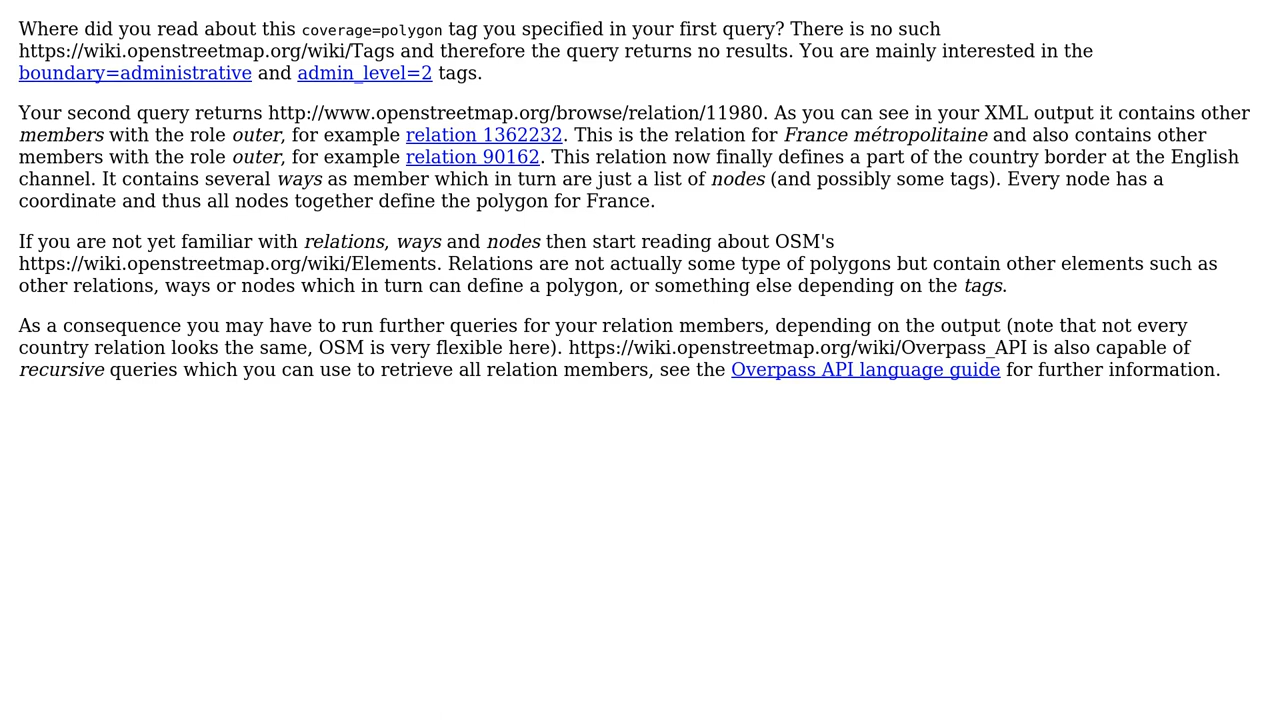 Where did you read about this coverage=polygon tag you specified in your first query? There is no such
https://wiki.openstreetmap.org/wiki/Tags and therefore the query returns no results. You are mainly interested in the
boundary=administrative and admin_level=2 tags.
Your second query returns http://www.openstreetmap.org/browse/relation/11980. As you can see in your XML output it contains other
members with the role outer, for example relation 1362232. This is the relation for France métropolitaine and also contains other
members with the role outer, for example relation 90162. This relation now finally defines a part of the country border at the English
channel. It contains several ways as member which in turn are just a list of nodes (and possibly some tags). Every node has a
coordinate and thus all nodes together define the polygon for France.
If you are not yet familiar with relations, ways and nodes then start reading about OSM's
https://wiki.openstreetmap.org/wiki/Elements. Relations are not actually some type of polygons but contain other elements such as
other relations, ways or nodes which in turn can define a polygon, or something else depending on the tags.
As a consequence you may have to run further queries for your relation members, depending on the output (note that not every
country relation looks the same, OSM is very flexible here). https://wiki.openstreetmap.org/wiki/Overpass_API is also capable of
recursive queries which you can use to retrieve all relation members, see the Overpass API language guide for further information.